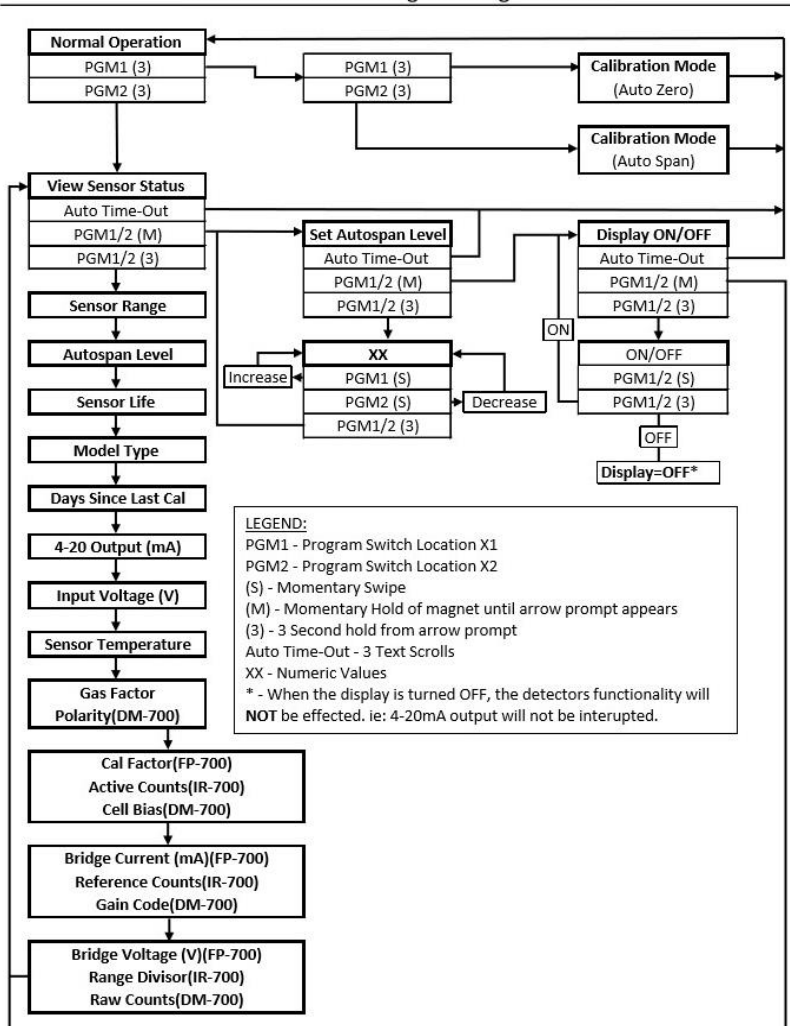 Normal Operation
PGM1 (3)
PGM2 (3)
PGM1 (3)
PGM2 (3)
Calibration Mode
(Auto Zero)
Calibration Mode
(Auto Span)
View Sensor Status
Auto Time-Out
PGM1/2 (M)
PGM1/2 (3)
Set Autospan Level
Auto Time-Out
PGM1/2 (M)
PGM1/2 (3)
Display ON/OFF
Auto Time-Out
PGM1/2 (M)
PGM1/2 (3)
Sensor Range
Autospan Level
Sensor Life
Model Type
Days Since Last Cal
4-20 Output (mA)
Input Voltage (V)
Sensor Temperature
Gas Factor
Polarity(DM-700)
Cal Factor(FP-700)
Active Counts(IR-700)
Cell Bias(DM-700)
Bridge Current (mA)(FP-700)
Reference Counts(IR-700)
Gain Code(DM-700)
Bridge Voltage (V)(FP-700)
Range Divisor(IR-700)
Raw Counts(DM-700)
XX
PGM1 (S)
PGM2 (S)
PGM1/2 (3)
Increase
Decrease
ON
ON/OFF
PGM1/2 (S)
PGM1/2 (3)
OFF
Display=OFF*
LEGEND:
PGM1 - Program Switch Location X1
PGM2 - Program Switch Location X2
(S) - Momentary Swipe
(M) - Momentary Hold of magnet until arrow prompt appears
(3) - 3 Second hold from arrow prompt
Auto Time-Out - 3 Text Scrolls
XX - Numeric Values
* - When the display is turned OFF, the detectors functionality will
NOT be effected. ie: 4-20mA output will not be interupted.